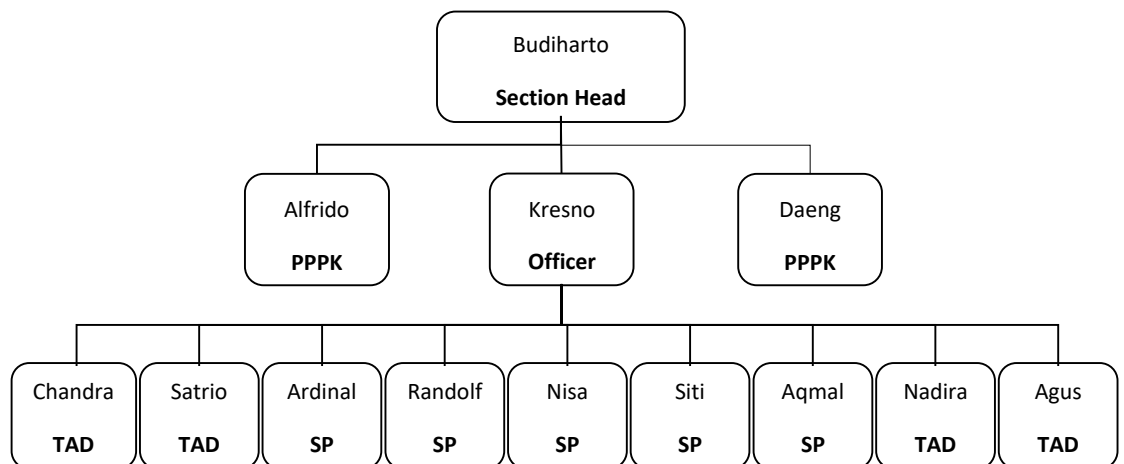 Budiharto
Section Head
Alfrido
PPPK
Kresno
Officer
Daeng
PPPK
Chandra
TAD
Satrio
TAD
Ardinal
SP
Randolf
SP
Nisa
SP
Siti
SP
Aqmal
SP
Nadira
TAD
Agus
TAD